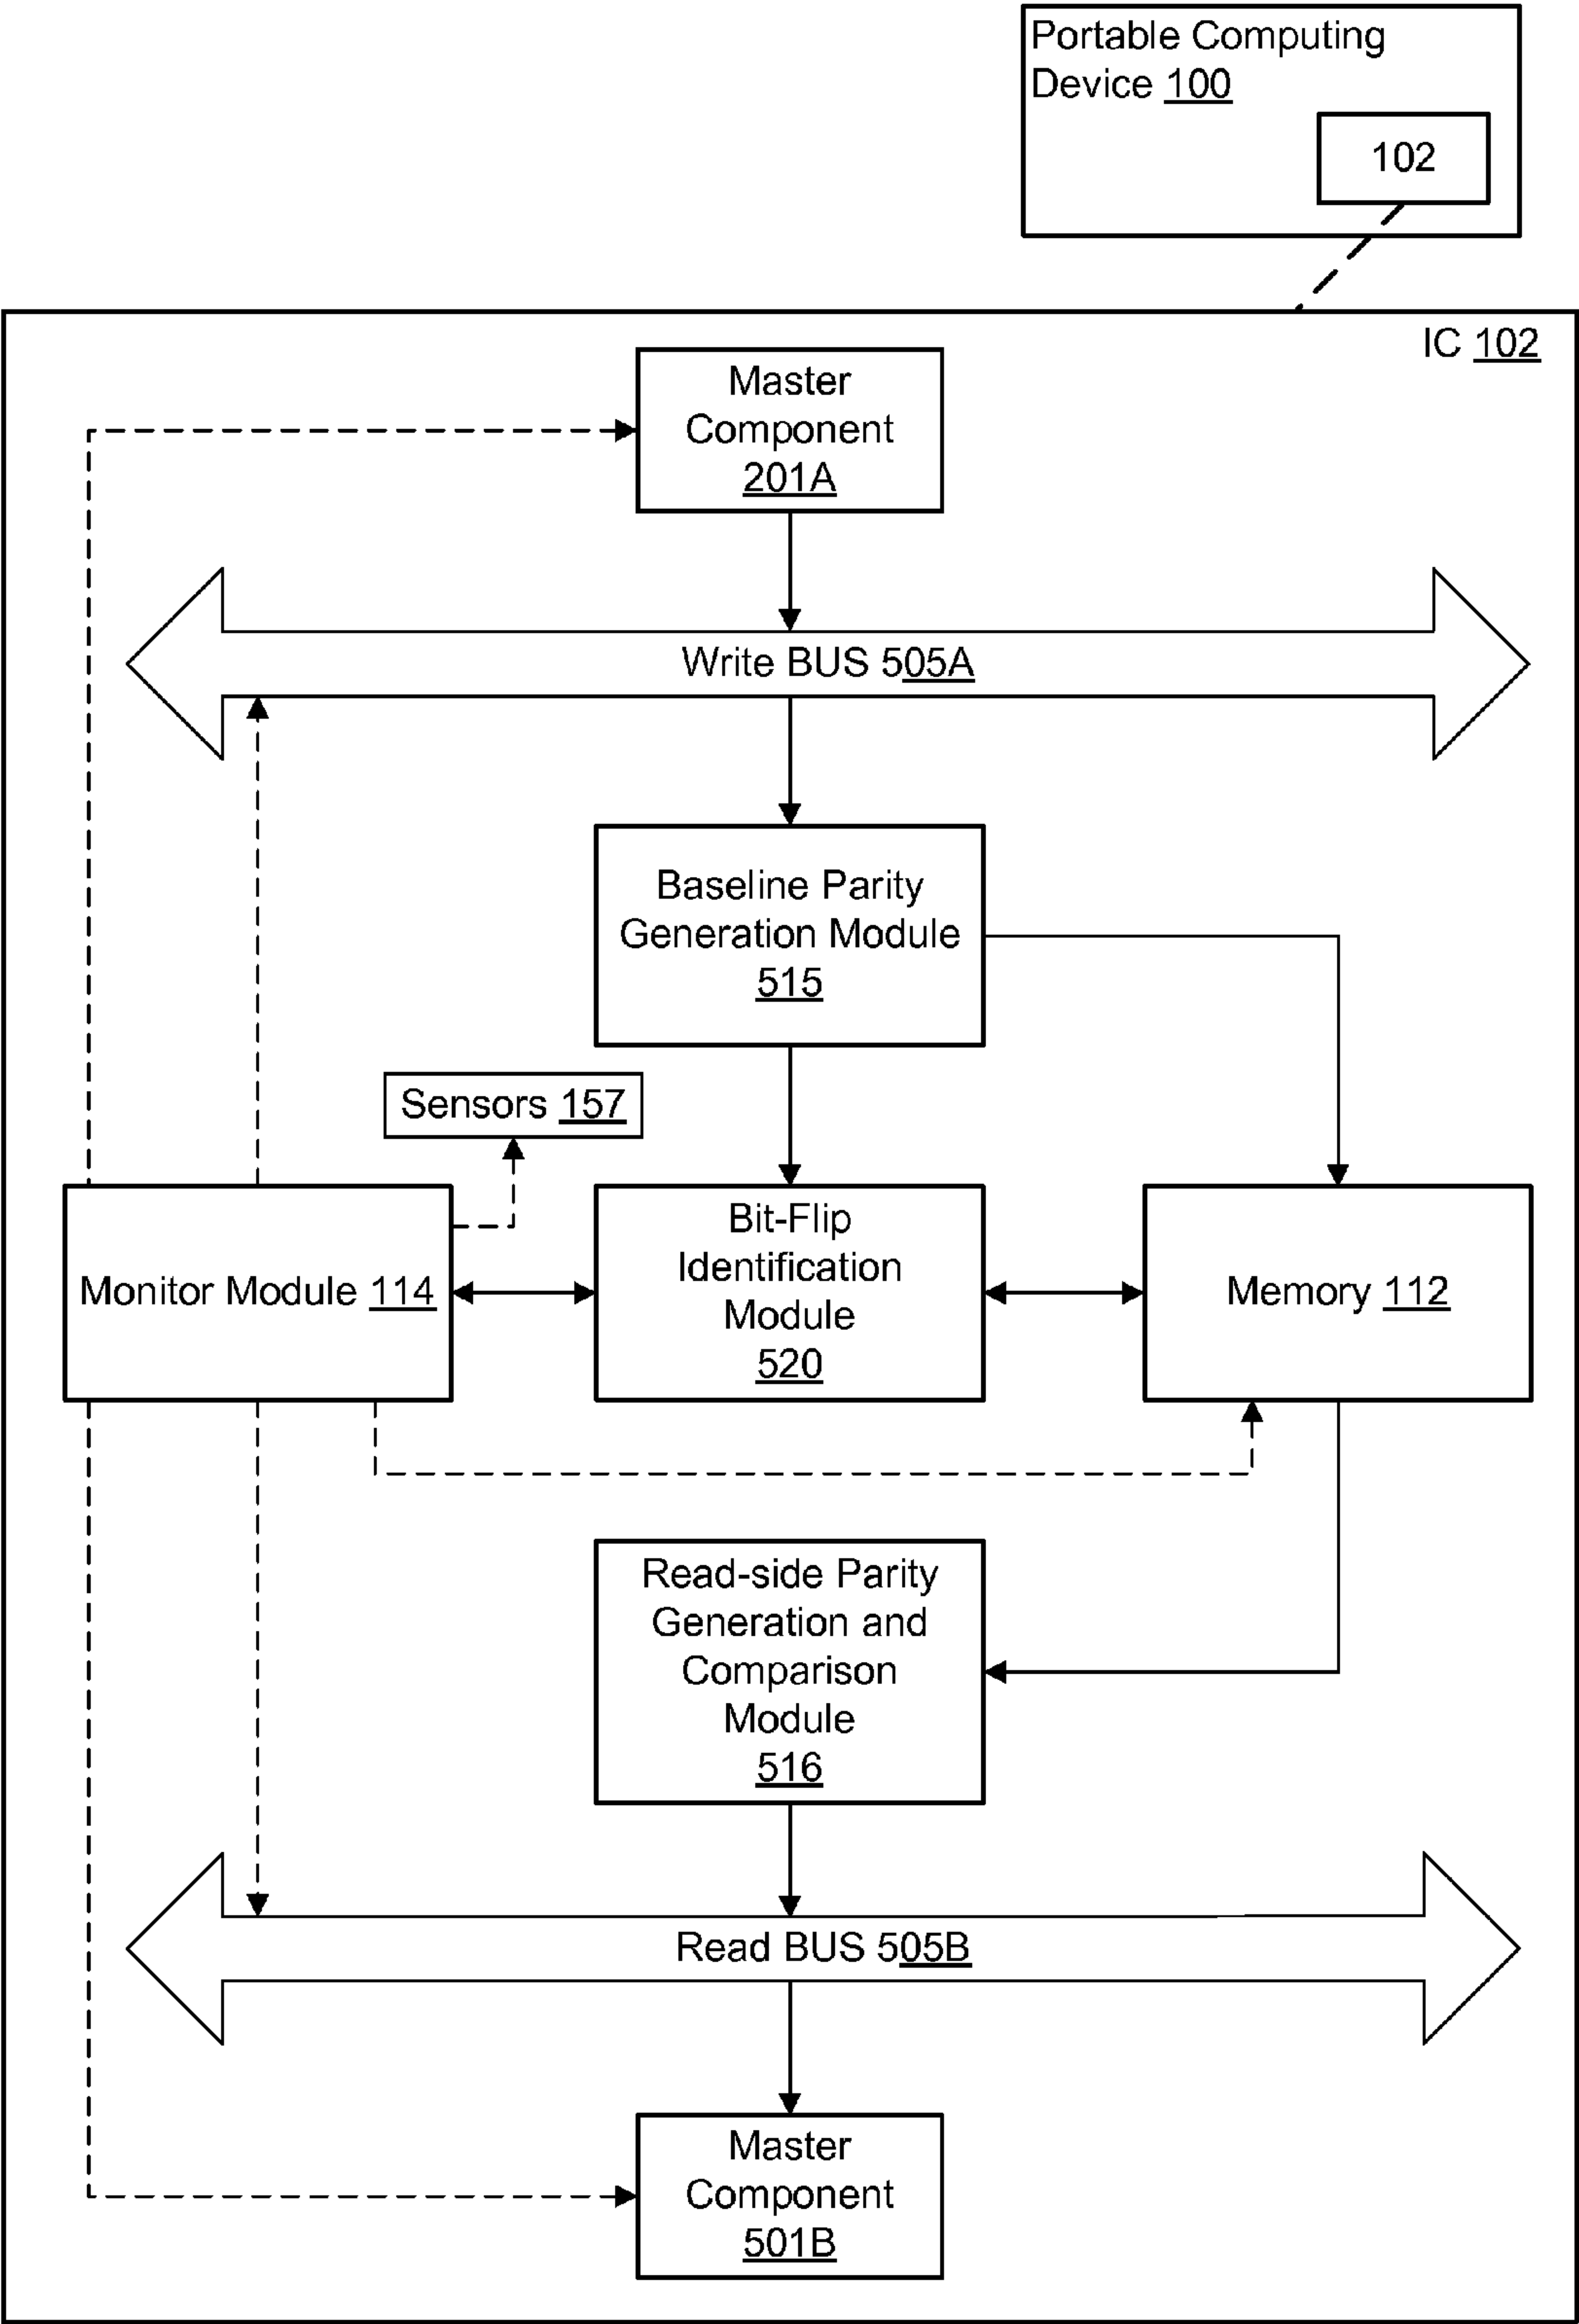 Portable Computing
Device 100
102
IC 102
Master
Component
201A
Write BUS 505A
Baseline Parity
Generation Module
515
Sensors 157
Monitor Module 114
Bit-Flip
Identification
Module
520
Memory 112
Read-side Parity
Generation and
Comparison
Module
516
Read BUS 505B
Master
Component
501B